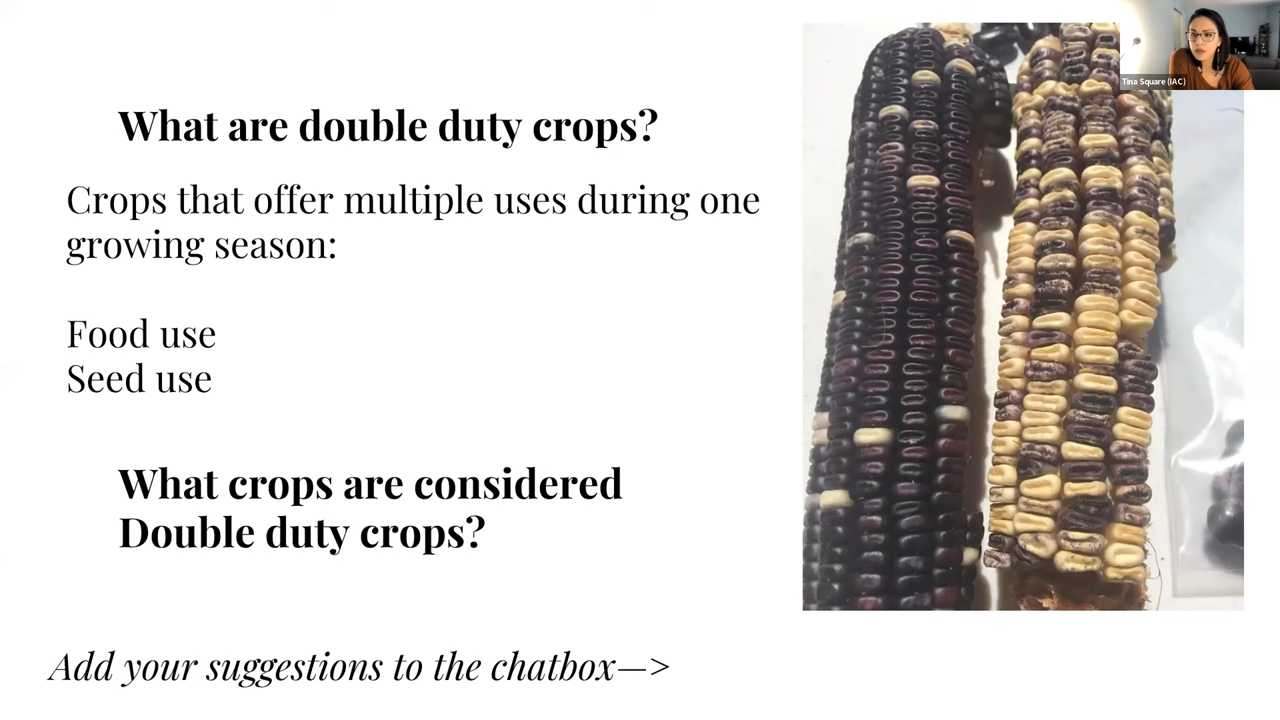 What are double duty crops?
Crops that offer multiple uses during one
growing season:
Food use
Seed use
What crops are considered
Double duty crops?
Add your suggestions to the chatbox—>
Tina Square (IAC)